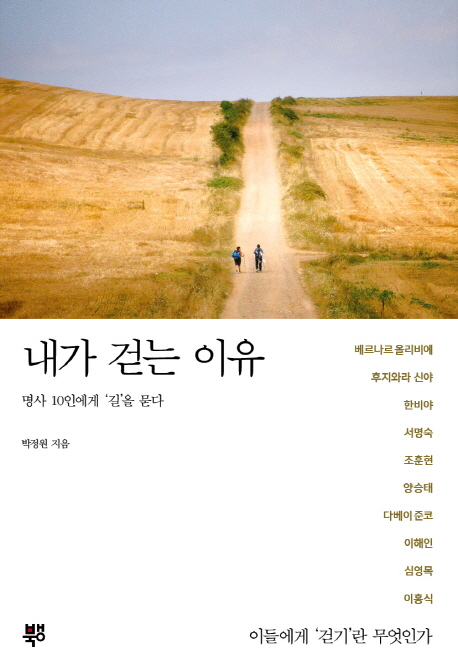 내가 걷는 이유
명사 10인에게 ‘길’을 묻다
박정원 지음
베르나르 올리비에
후지와라 신야
한비야
서명숙
조훈현
양승태
다베이 준코
이해인
심영목
이홍식
북뱅
이들에게 ‘걷기’란 무엇인가